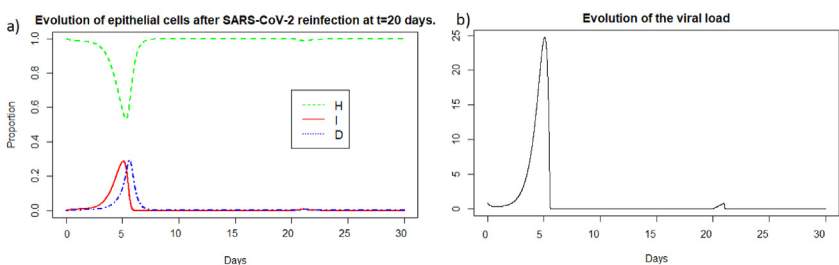 a)
Evolution of epithelial cells after SARS-CoV-2 reinfection at t=20 days.
Proportion
1.0
0.8
0.6
0.4
0.2
0.0
H
I
D
0
5
10
15
20
25
30
Days
b)
Evolution of the viral load
25
20
15
10
5
0
0
5
10
15
20
25
30
Days